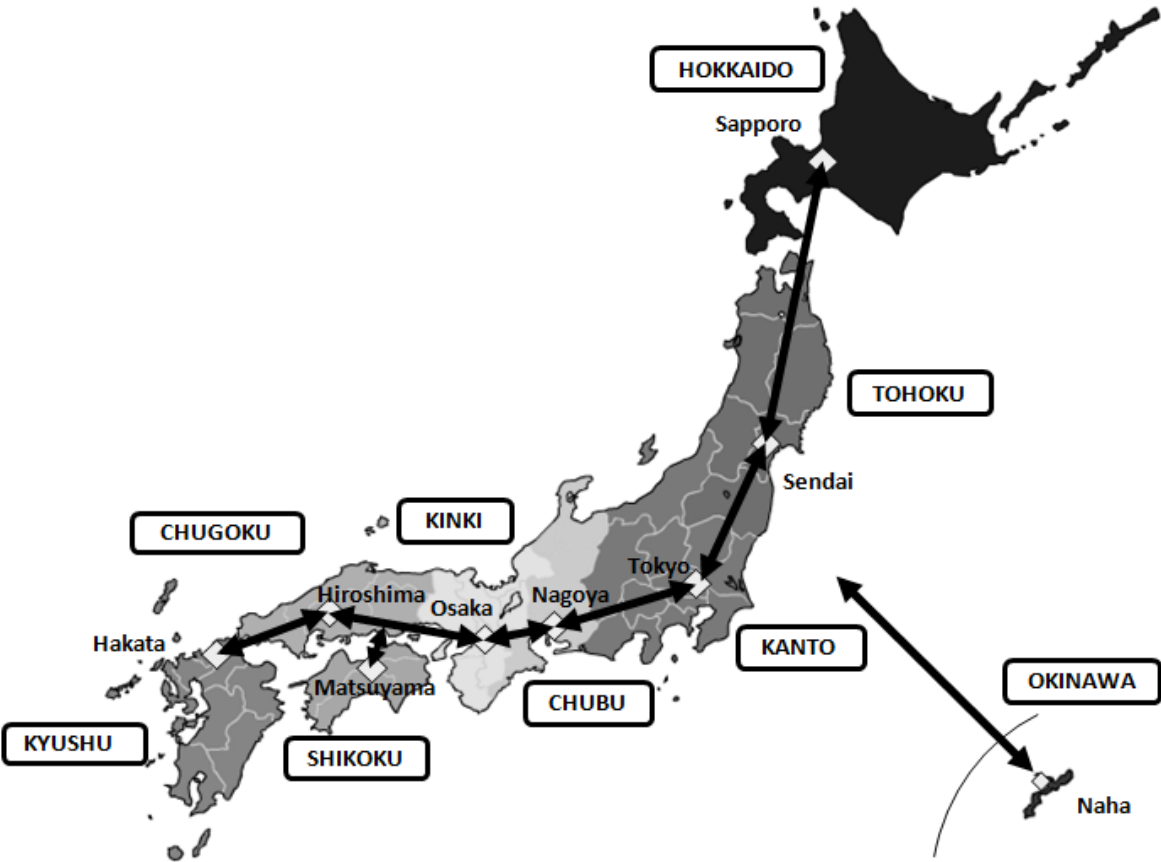 HOKKAIDO
Sapporo
TOHOKU
Sendai
KINKI
CHUGOKU
Tokyo
Hiroshima
Osaka
Nagoya
Hakata
KANTO
OKINAWA
Matsuyama
CHUBU
KYUSHU
SHIKOKU
Naha